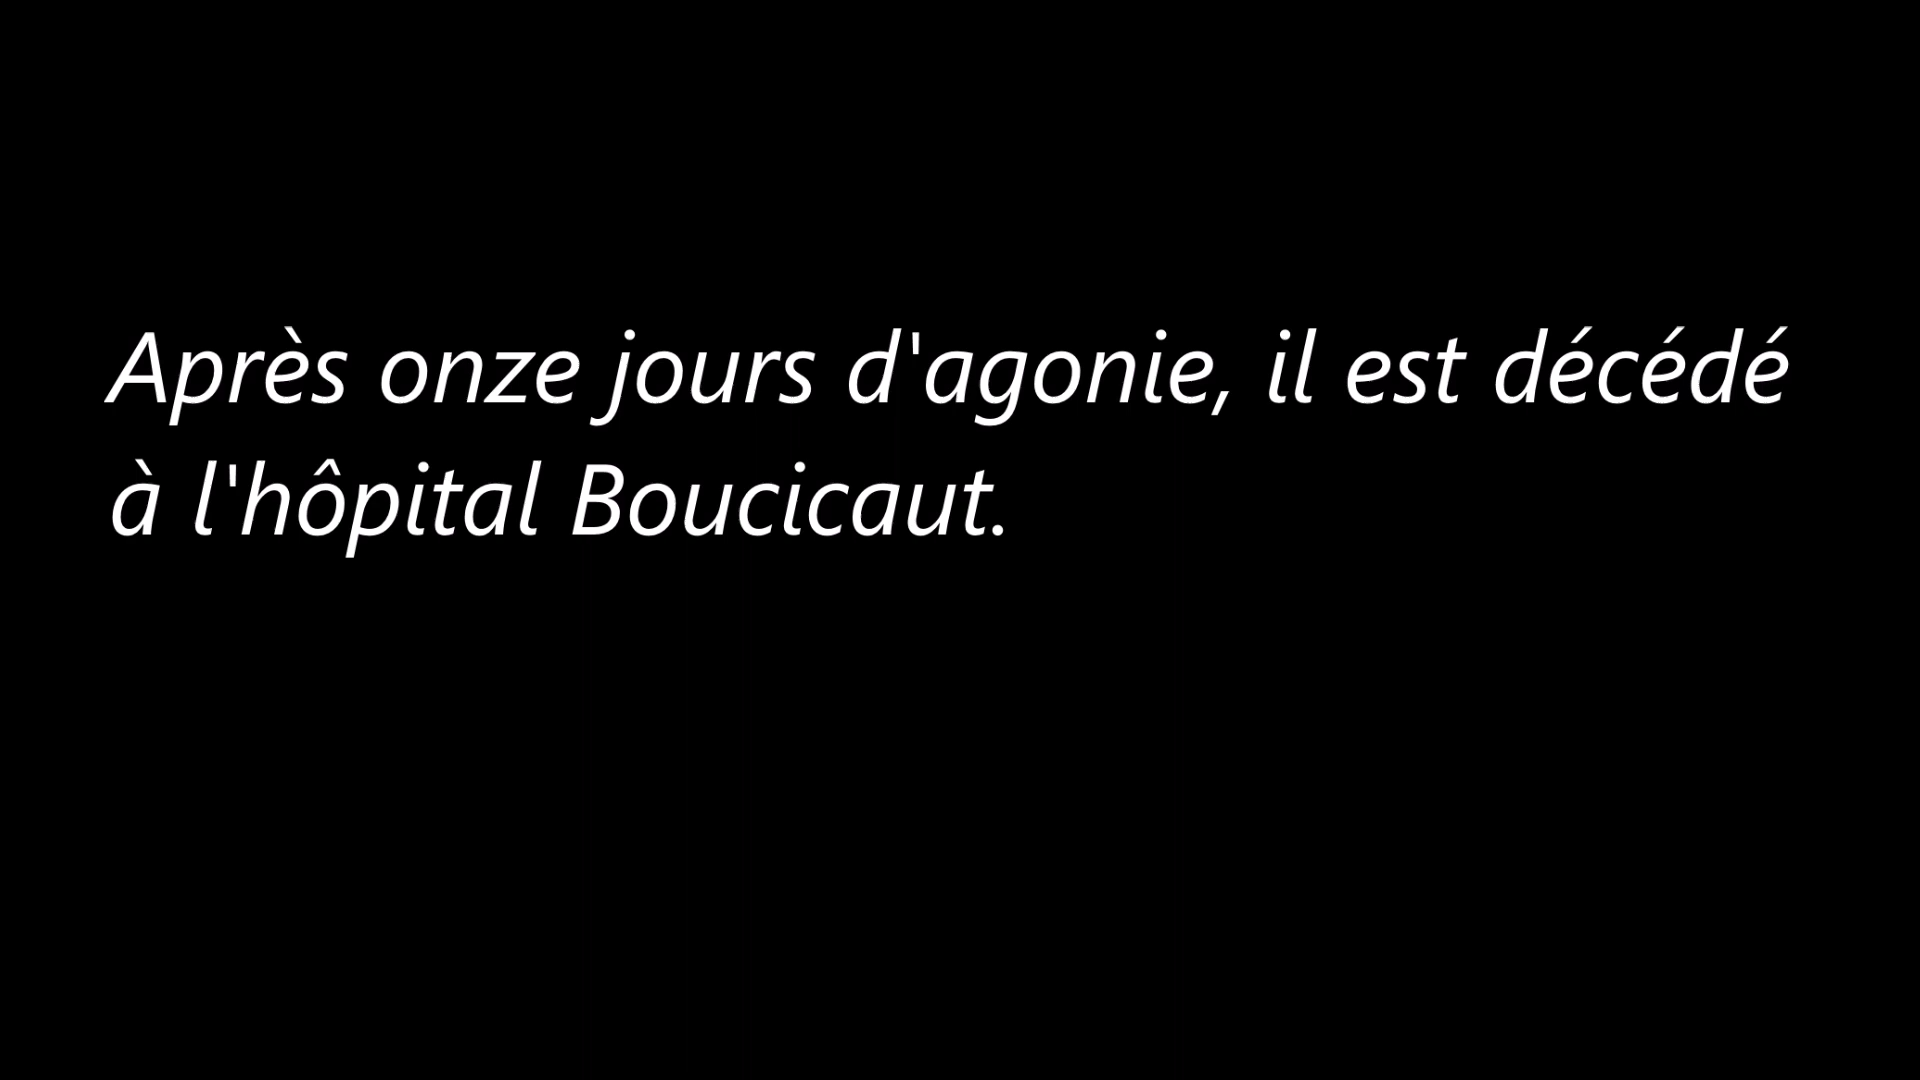 Après onze jours d'agonie, il est décédé
à l'hôpital Boucicaut.